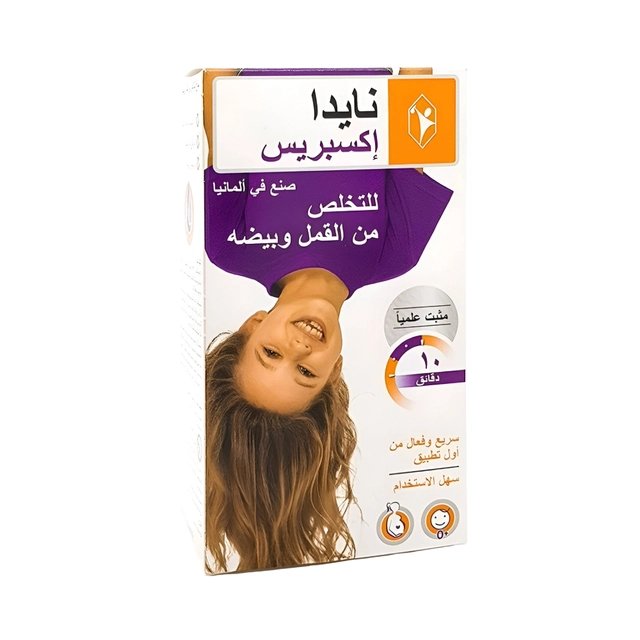 نايدا
إكسبريس
صنع في ألمانيا
للتخلص
من القمل وبيضه
مثبت علمياً
١٠
دقائق
سريع وفعال من
أول تطبيق
سهل الاستخدام
0+